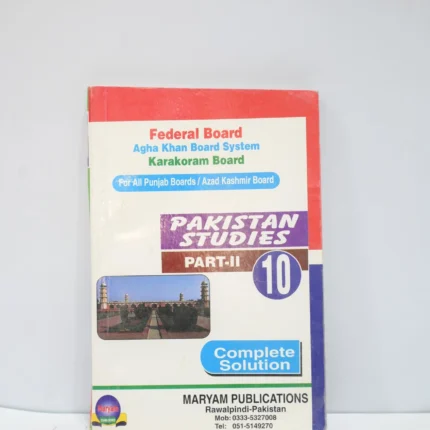 Federal Board
Agha Khan Board System
Karakoram Board
For All Punjab Boards / Azad Kashmir Board
PAKISTAN
STUDIES
PART-II
10
Complete
Solution
MARYAM PUBLICATIONS
Rawalpindi-Pakistan
Mob: 0333-5327008
Tel: 051-5149270